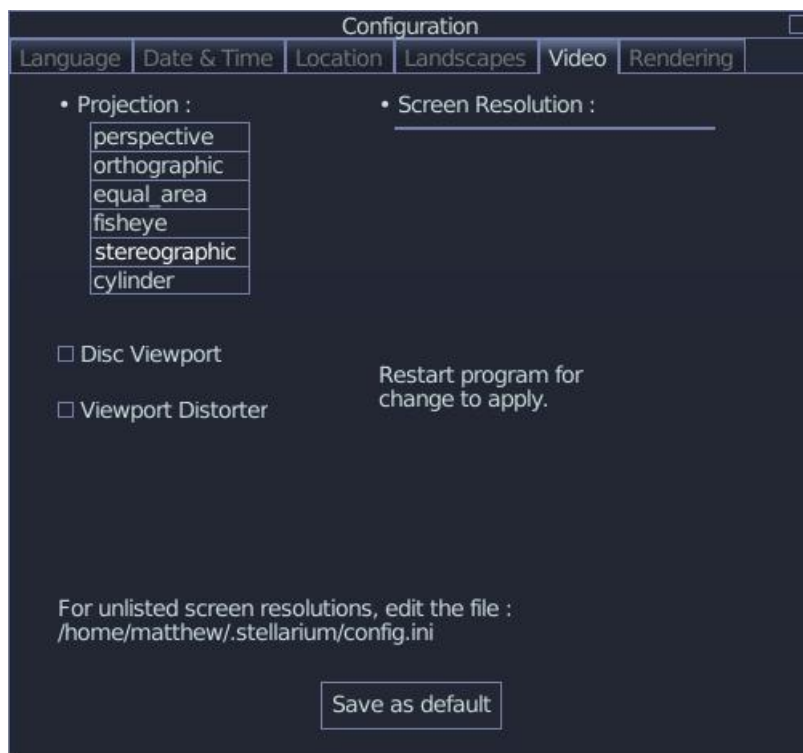 Configuration
Language Date & Time Location Landscapes Video Rendering
• Projection :
perspective
orthographic
equal_area
fisheye
stereographic
cylinder
• Screen Resolution :
Disc Viewport
Viewport Distorter
Restart program for
change to apply.
For unlisted screen resolutions, edit the file :
/home/matthew/.stellarium/config.ini
Save as default